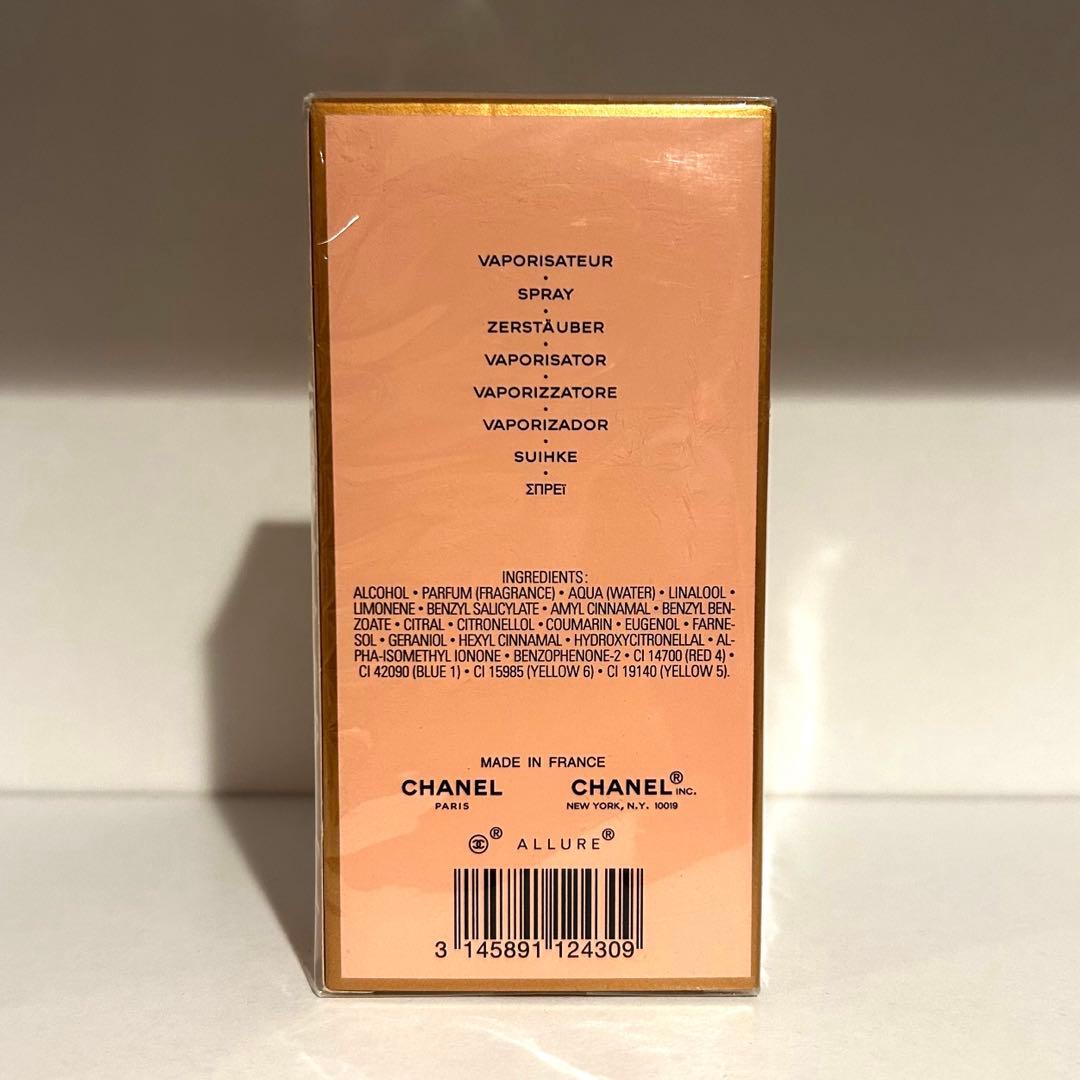 VAPORISATEUR
•
SPRAY
•
ZERSTÄUBER
•
VAPORISATOR
•
VAPORIZZATORE
•
VAPORIZADOR
•
SUIHKE
•
ΣΠΡΕΪ
INGREDIENTS:
ALCOHOL • PARFUM (FRAGRANCE) • AQUA (WATER) • LINALOOL •
LIMONENE • BENZYL SALICYLATE • AMYL CINNAMAL • BENZYL BEN-
ZOATE • CITRAL • CITRONELLOL • COUMARIN • EUGENOL • FARNE-
SOL • GERANIOL • HEXYL CINNAMAL • HYDROXYCITRONELLAL • AL-
PHA-ISOMETHYL IONONE • BENZOPHENONE-2 • CI 14700 (RED 4) •
CI 42090 (BLUE 1) • CI 15985 (YELLOW 6) • CI 19140 (YELLOW 5).
MADE IN FRANCE
CHANEL CHANEL® INC.
PARIS NEW YORK, N.Y. 10019
® ALLURE®
3 145891 124309